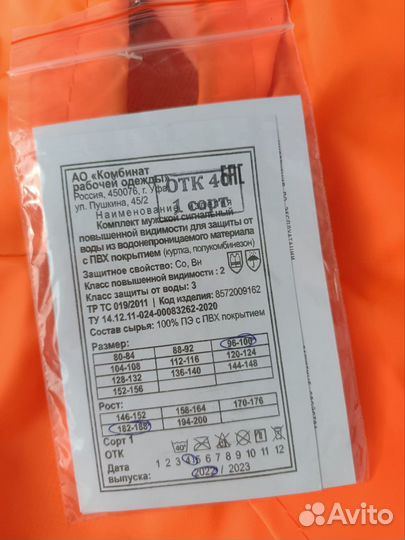 АО «Комбинат
рабочей одежды»
Россия, 450076, г. Уфа
ул. Пушкина, 45/2
ОТК 4
EAC
1 сорт
Наименование
Комплект мужской сигнальный
повышенной видимости для защиты от
воды из водонепроницаемого материала
с ПВХ покрытием (куртка, полукомбинезон)
Защитное свойство: Со, Вн
Класс повышенной видимости : 2
Класс защиты от воды: 3
ТР ТС 019/2011 Код изделия: 8572009162
ТУ 14.12.11-024-00083262-2020
Состав сырья: 100% ПЭ с ПВХ покрытием
Размер:
80-84 88-92 96-100
104-108 112-116 120-124
128-132 136-140 144-148
152-156
Рост:
146-152 158-164 170-176
182-188 194-200
Сорт 1
ОТК
40°
Дата 1 2 3 4 5 6 7 8 9 10 11 12
выпуска: 2022 / 2023
Avito